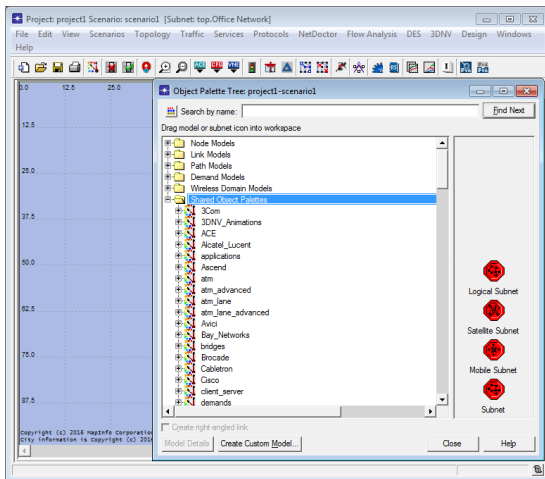 Project: project1 Scenario: scenario1 [Subnet: top.Office Network]
File Edit View Scenarios Topology Traffic Services Protocols NetDoctor Flow Analysis DES 3DNV Design Windows
Help
0.0 12.5 25.0
12.5
25.0
37.5
50.0
62.5
75.0
87.5
Copyright (c) 2016 MapInfo Corporation
City information is Copyright (c) 201
Object Palette Tree: project1-scenario1
Search by name:
Find Next
Drag model or subnet icon into workspace
Node Models
Link Models
Path Models
Demand Models
Wireless Domain Models
Shared Object Palettes
3Com
3DNV_Animations
ACE
Alcatel_Lucent
applications
Ascend
atm
atm_advanced
atm_lane
atm_lane_advanced
Avici
Bay_Networks
bridges
Brocade
Cabletron
Cisco
client_server
demands
Logical Subnet
Satellite Subnet
Mobile Subnet
Subnet
Create right-angled link
Model Details Create Custom Model... Close Help